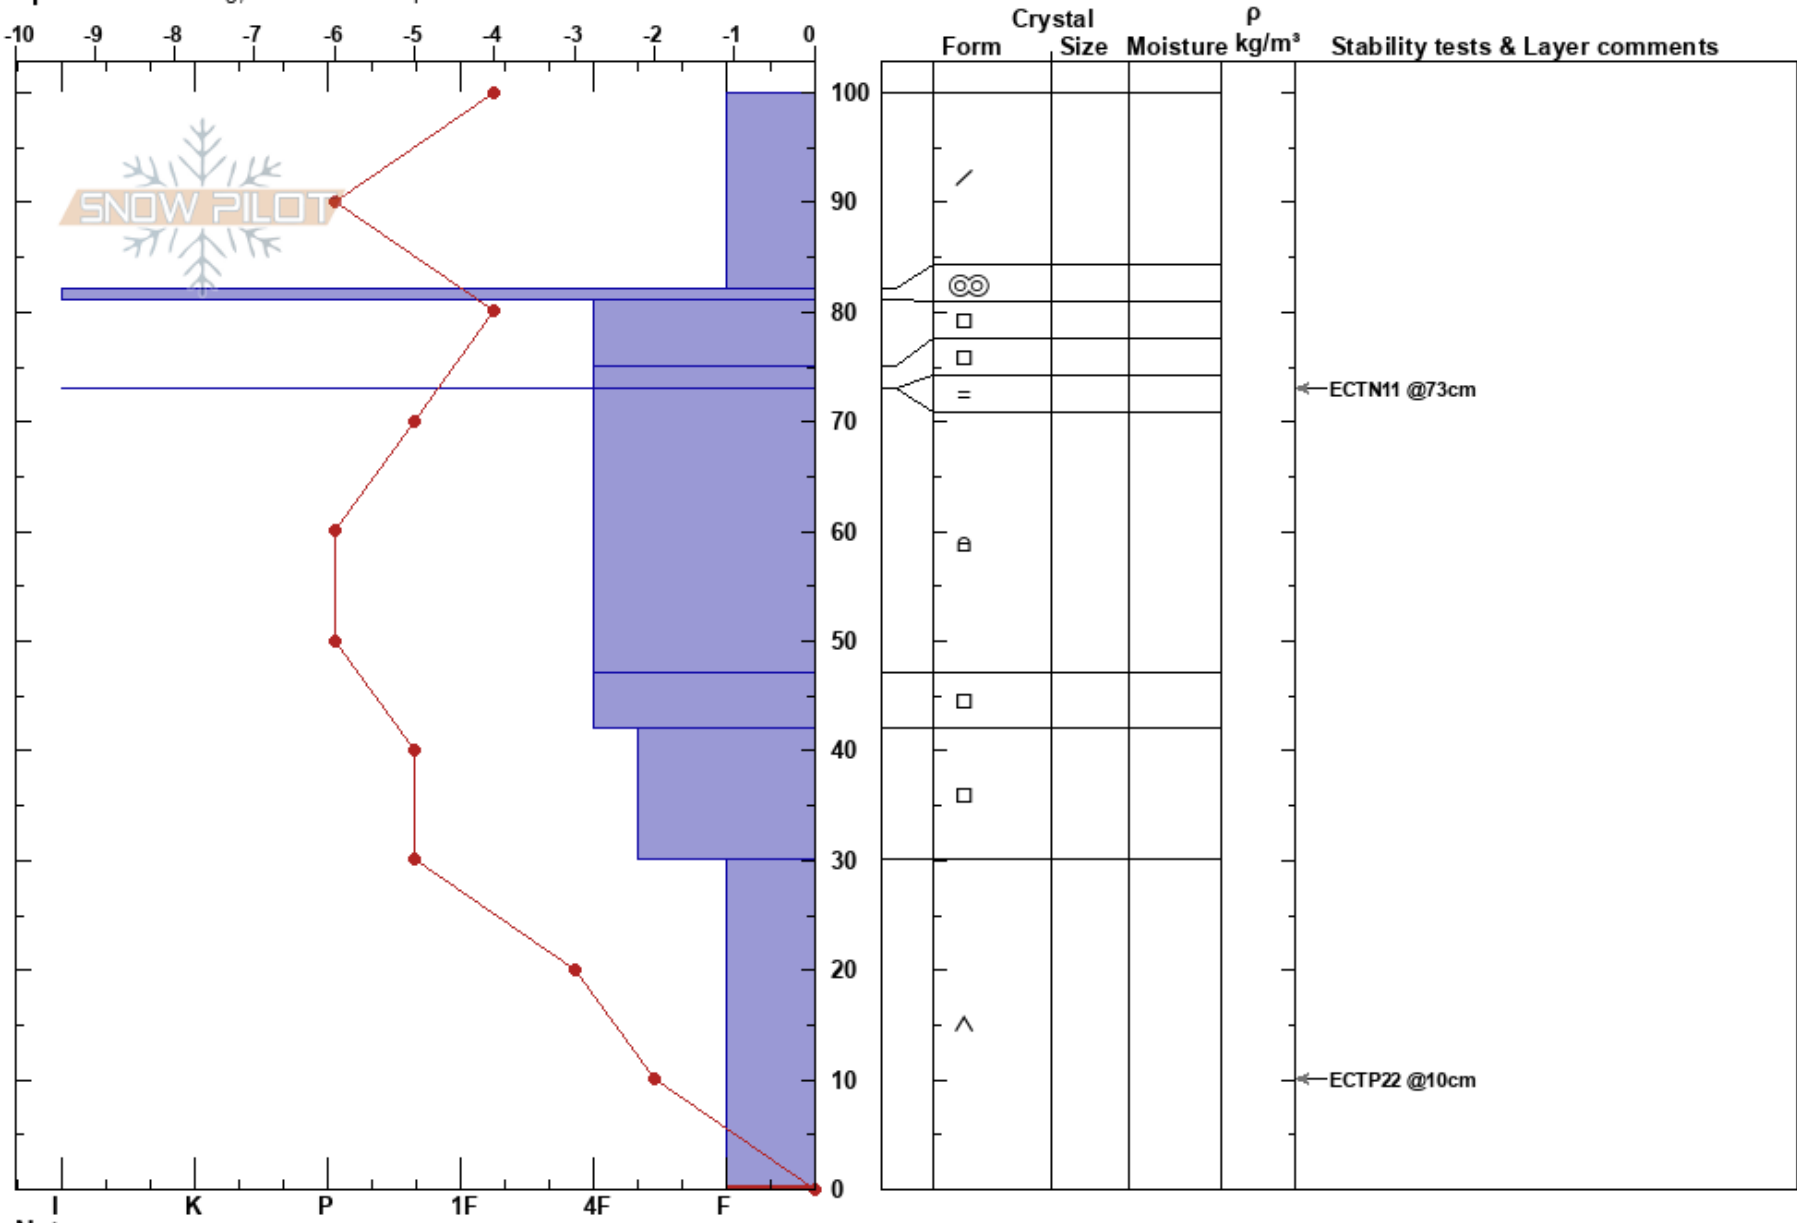 Crystal ρ
Form Size Moisture kg/m³ Stability tests & Layer comments
-10 -9 -8 -7 -6 -5 -4 -3 -2 -1 0
100
SNOW PILOT
90
80
ECTN11 @73cm
70
60
50
40
30
20
10
ECTP22 @10cm
0
I K P 1F 4F F